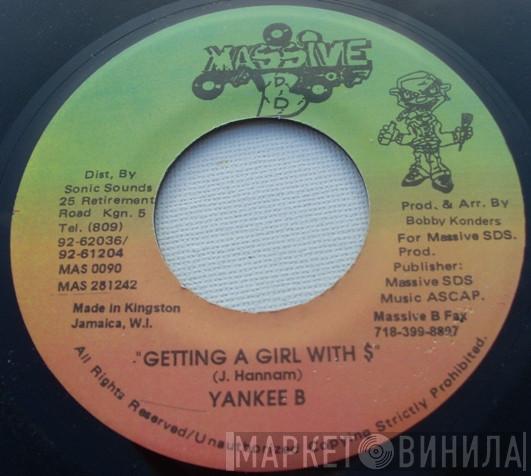 MASSIVE
B
Dist, By
Sonic Sounds
25 Retirement
Road Kgn. 5
Tel. (809)
92-62036/
92-61204
MAS 0090
MAS 281242
Made in Kingston
Jamaica, W.I.
Prod. & Arr. By
Bobby Konders
For Massive SDS.
Prod.
Publisher:
Massive SDS
Music ASCAP.
Massive B Fax
718-399-8897
"GETTING A GIRL WITH $"
(J. Hannam)
YANKEE B
All Rights Reserved/Unauthorized Copying Strictly Prohibited.
МАРКЕТ ВИНИЛА